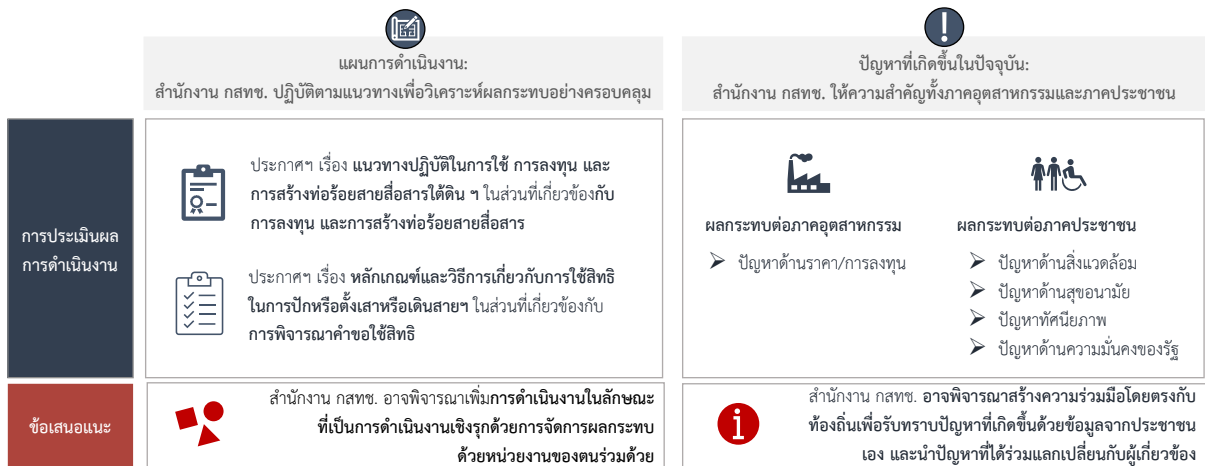 แผนการดำเนินงาน:
สำนักงาน กสทช. ปฏิบัติตามแนวทางเพื่อวิเคราะห์ผลกระทบอย่างครอบคลุม
ปัญหาที่เกิดขึ้นในปัจจุบัน:
สำนักงาน กสทช. ให้ความสำคัญทั้งภาคอุตสาหกรรมและภาคประชาชน
การประเมินผล
การดำเนินงาน
ประกาศฯ เรื่อง แนวทางปฏิบัติในการใช้ การลงทุน และ
การสร้างท่อร้อยสายสื่อสารใต้ดิน ฯ ในส่วนที่เกี่ยวข้องกับ
การลงทุน และการสร้างท่อร้อยสายสื่อสาร
ประกาศฯ เรื่อง หลักเกณฑ์และวิธีการเกี่ยวกับการใช้สิทธิ
ในการปักหรือตั้งเสาหรือเดินสายฯ ในส่วนที่เกี่ยวข้องกับ
การพิจารณาคำขอใช้สิทธิ
ผลกระทบต่อภาคอุตสาหกรรม
➤ ปัญหาด้านราคา/การลงทุน
ผลกระทบต่อภาคประชาชน
➤ ปัญหาด้านสิ่งแวดล้อม
➤ ปัญหาด้านสุขอนามัย
➤ ปัญหาทัศนียภาพ
➤ ปัญหาด้านความมั่นคงของรัฐ
ข้อเสนอแนะ
สำนักงาน กสทช. อาจพิจารณาเพิ่มการดำเนินงานในลักษณะ
ที่เป็นการดำเนินงานเชิงรุกด้วยการจัดการผลกระทบ
ด้วยหน่วยงานของตนร่วมด้วย
สำนักงาน กสทช. อาจพิจารณาสร้างความร่วมมือโดยตรงกับ
ท้องถิ่นเพื่อรับทราบปัญหาที่เกิดขึ้นด้วยข้อมูลจากประชาชน
เอง และนำปัญหาที่ได้ร่วมแลกเปลี่ยนกับผู้เกี่ยวข้อง